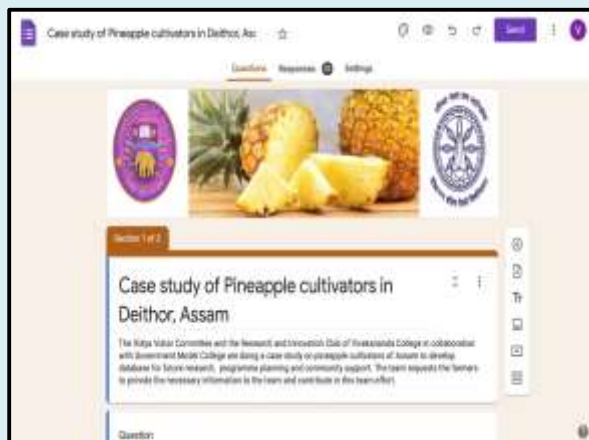 Case study of Pineapple cultivators in Deithor, As
Send
Questions Responses Settings
Section 1 of 3
Case study of Pineapple cultivators in
Deithor, Assam
The Vidya Vistar Committee and the Research and Innovation Club of Vivekananda College in collaboration
with Government Model College are doing a case study on pineapple cultivators of Assam to develop
database for future research, programme planning and community support. The team requests the farmers
to provide the necessary information to the team and contribute in this team effort.
Question